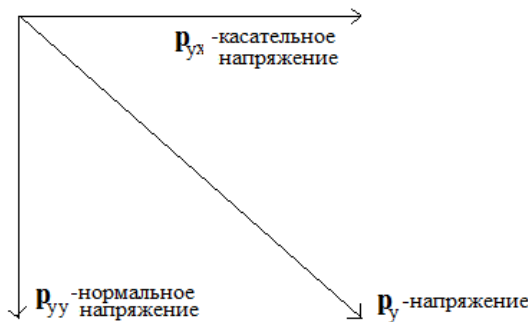 p_yx -касательное
напряжение
p_yy -нормальное
напряжение
p_y -напряжение